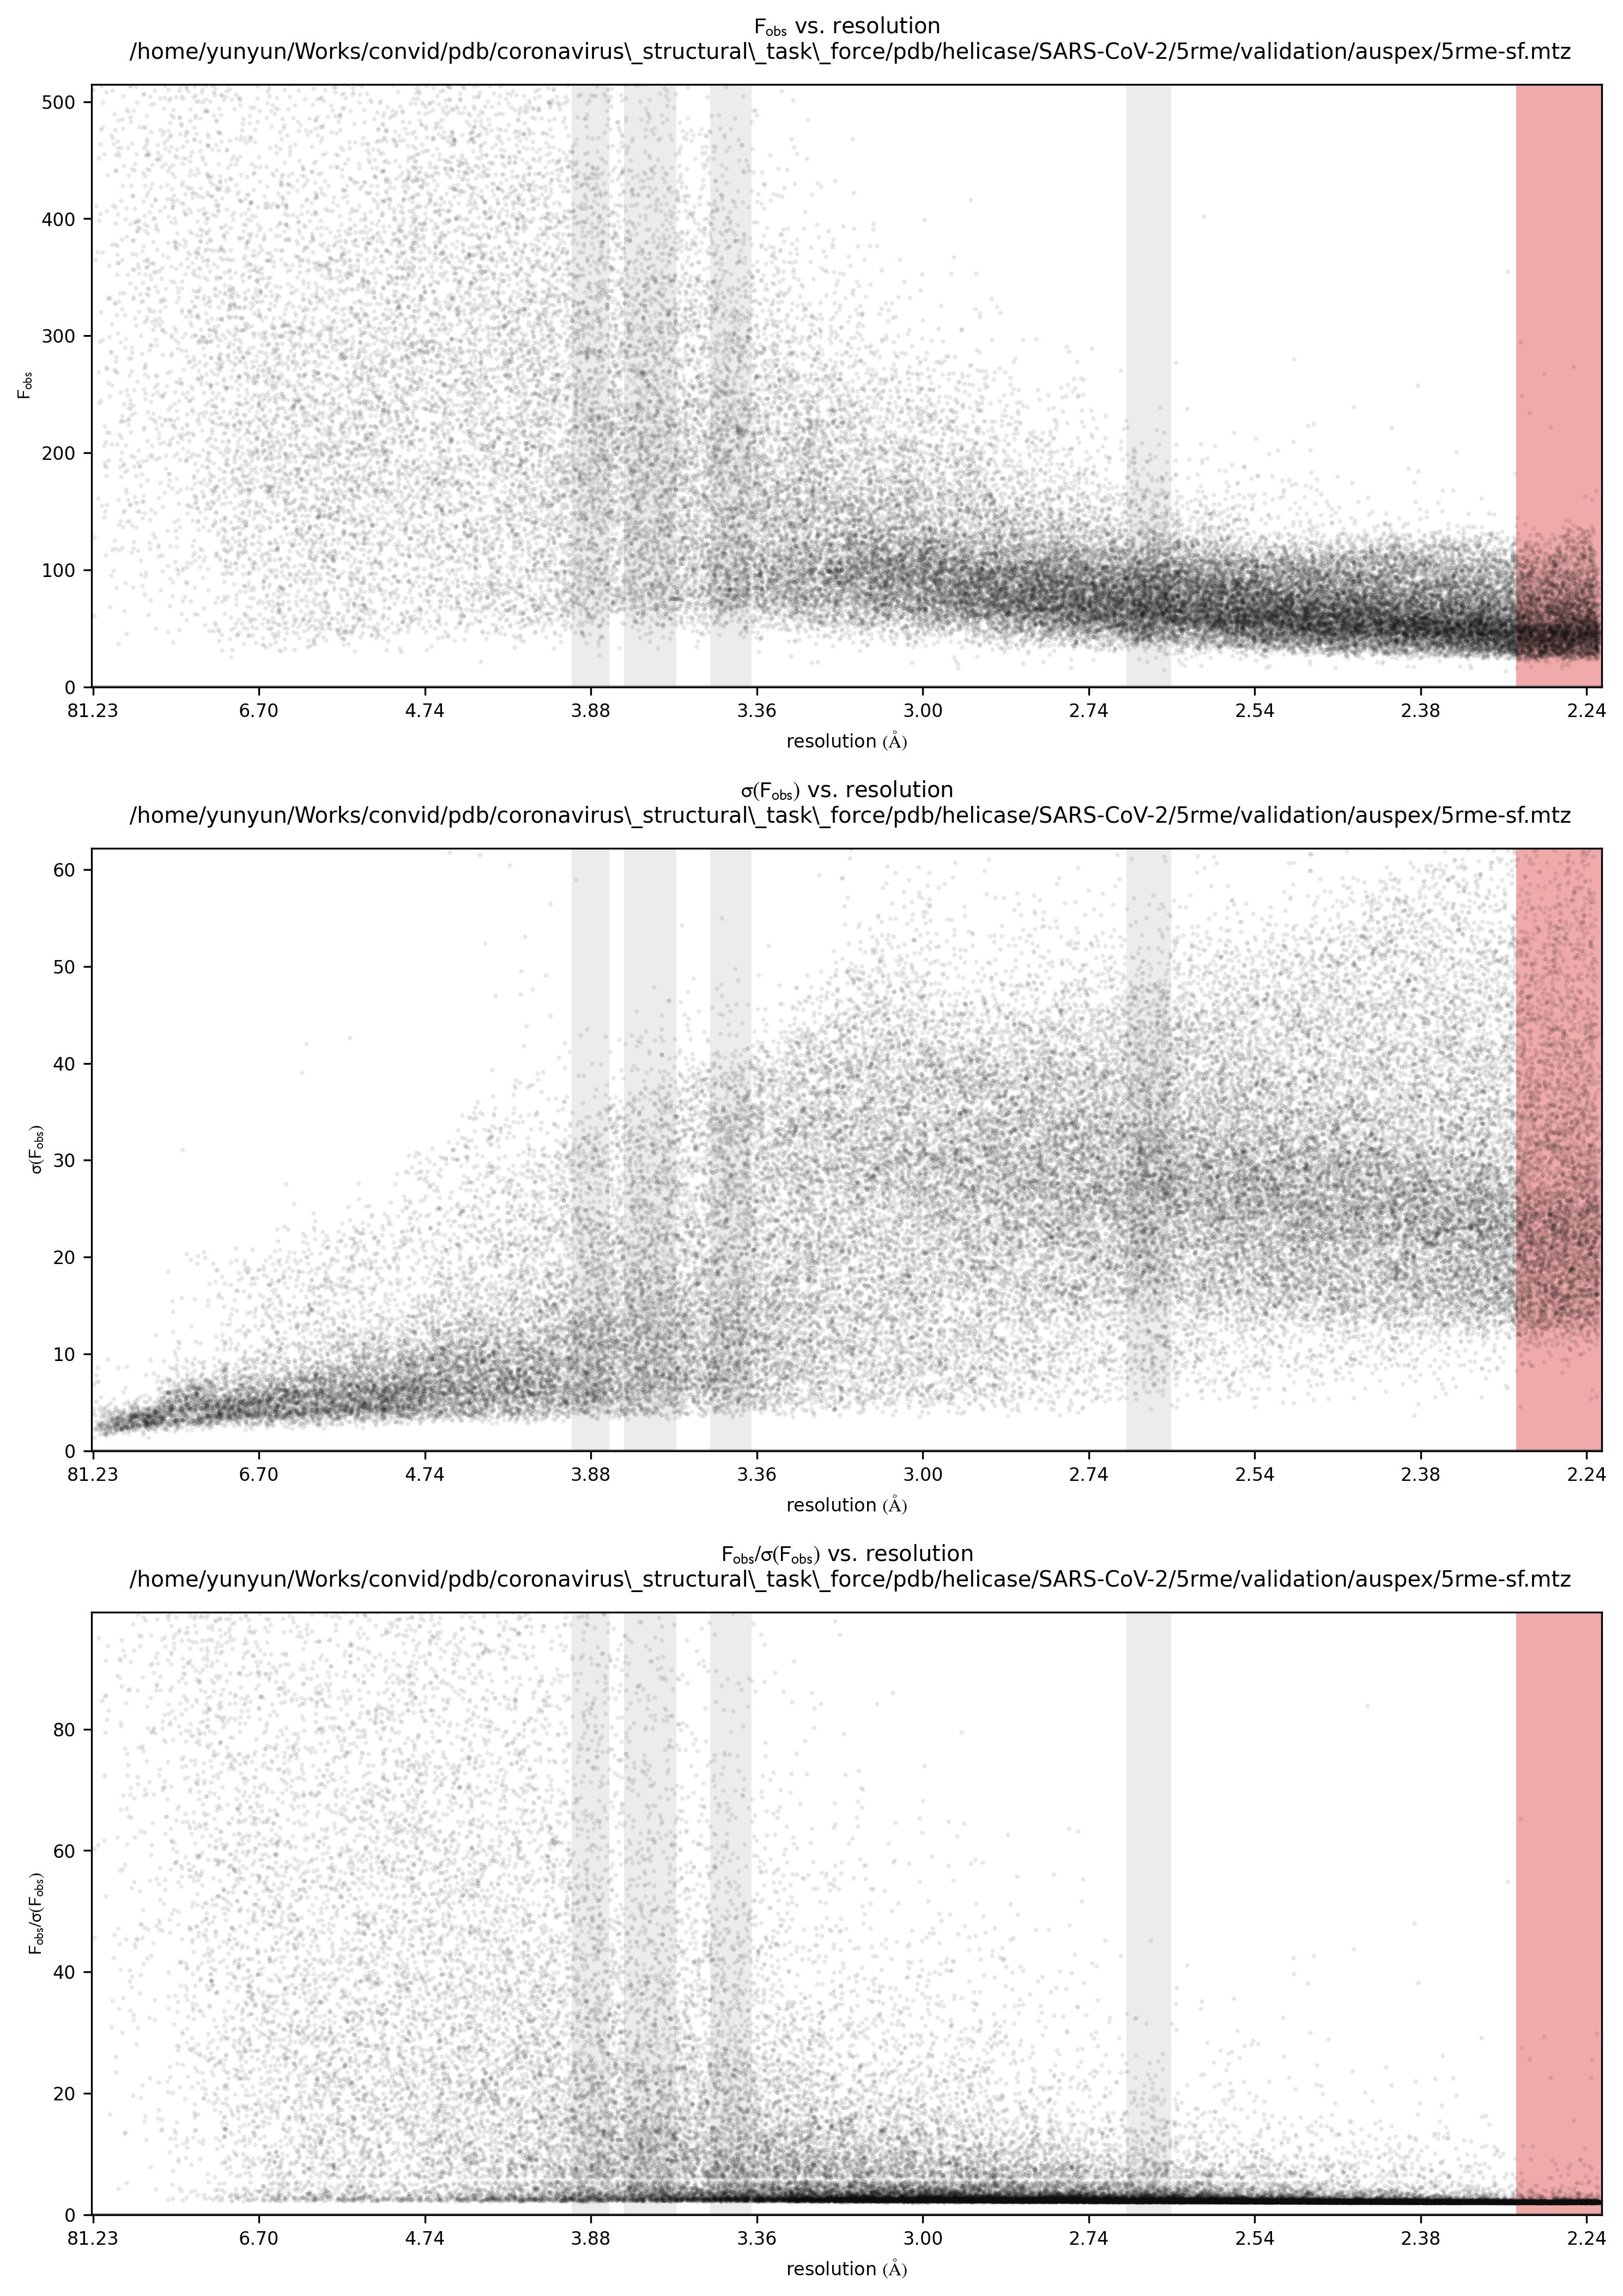 Fobs vs. resolution
/home/yunyun/Works/convid/pdb/coronavirus\_structural\_task\_force/pdb/helicase/SARS-CoV-2/5rme/validation/auspex/5rme-sf.mtz
500
400
300
200
100
0
Fobs
81.23 6.70 4.74 3.88 3.36 3.00 2.74 2.54 2.38 2.24
resolution (Å)
σ(Fobs) vs. resolution
/home/yunyun/Works/convid/pdb/coronavirus\_structural\_task\_force/pdb/helicase/SARS-CoV-2/5rme/validation/auspex/5rme-sf.mtz
60
50
40
30
20
10
0
σ(Fobs)
81.23 6.70 4.74 3.88 3.36 3.00 2.74 2.54 2.38 2.24
resolution (Å)
Fobs/σ(Fobs) vs. resolution
/home/yunyun/Works/convid/pdb/coronavirus\_structural\_task\_force/pdb/helicase/SARS-CoV-2/5rme/validation/auspex/5rme-sf.mtz
80
60
40
20
0
Fobs/σ(Fobs)
81.23 6.70 4.74 3.88 3.36 3.00 2.74 2.54 2.38 2.24
resolution (Å)